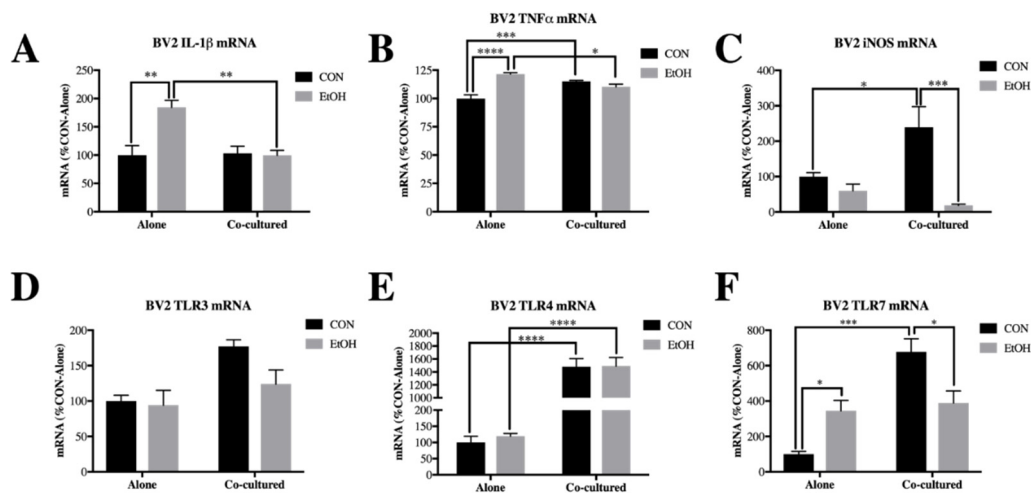 A
BV2 IL-1β mRNA
mRNA (%CON-Alone)
250
200
150
100
50
0
**
**
CON
EtOH
Alone
Co-cultured
B
BV2 TNFα mRNA
mRNA (%CON-Alone)
125
100
75
50
25
0
***
****
*
CON
EtOH
Alone
Co-cultured
C
BV2 iNOS mRNA
mRNA (%CON-Alone)
400
300
200
100
0
*
***
CON
EtOH
Alone
Co-cultured
D
BV2 TLR3 mRNA
mRNA (%CON-Alone)
200
150
100
50
0
CON
EtOH
Alone
Co-cultured
E
BV2 TLR4 mRNA
mRNA (%CON-Alone)
2000
1800
1600
1400
1200
1000
200
150
100
50
0
****
****
CON
EtOH
Alone
Co-cultured
F
BV2 TLR7 mRNA
mRNA (%CON-Alone)
800
600
400
200
0
***
*
*
CON
EtOH
Alone
Co-cultured